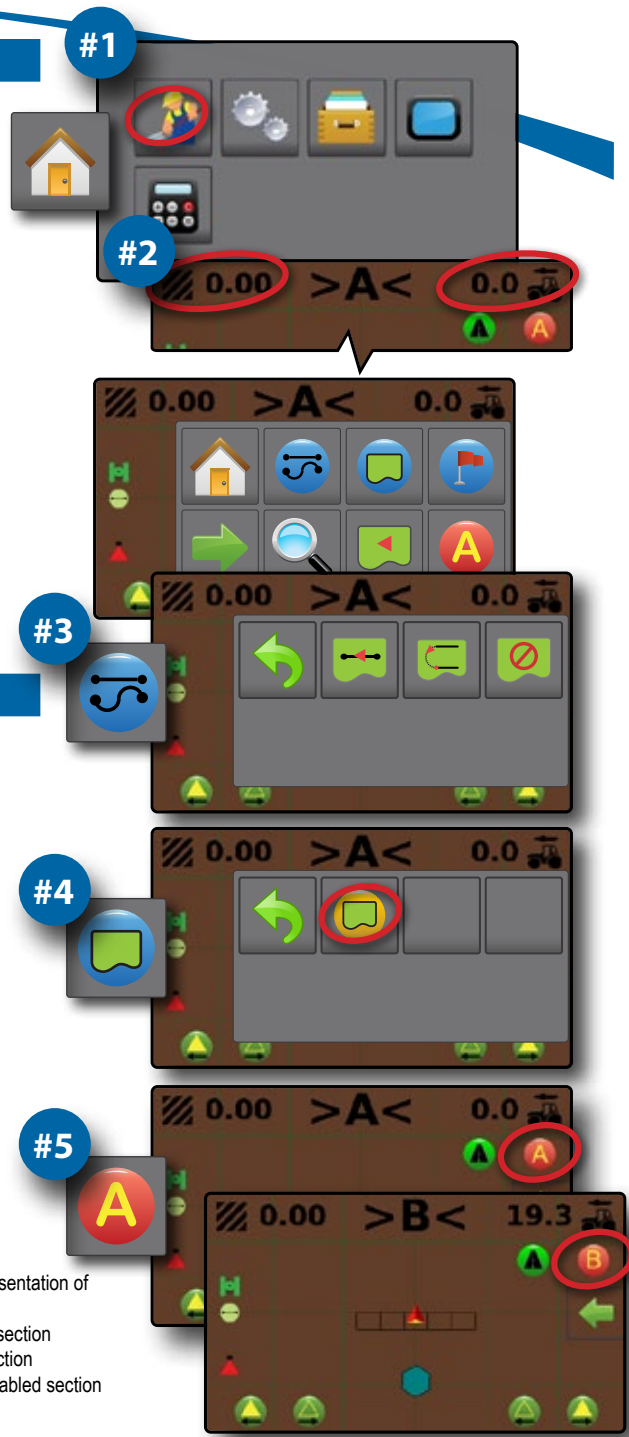 #1
#2
0.00 >A< 0.0
A
0.00 >A< 0.0
A
#3
0.00 >A< 0.0
#4
0.00 >A< 0.0
#5
A
0.00 >A< 0.0
A
0.00 >B< 19.3
B
sentation of
section
ction
abled section